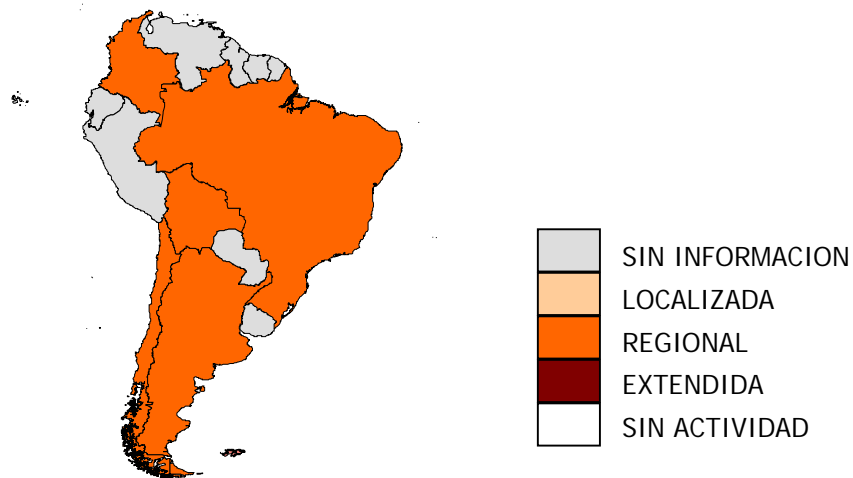 SIN INFORMACION
LOCALIZADA
REGIONAL
EXTENDIDA
SIN ACTIVIDAD